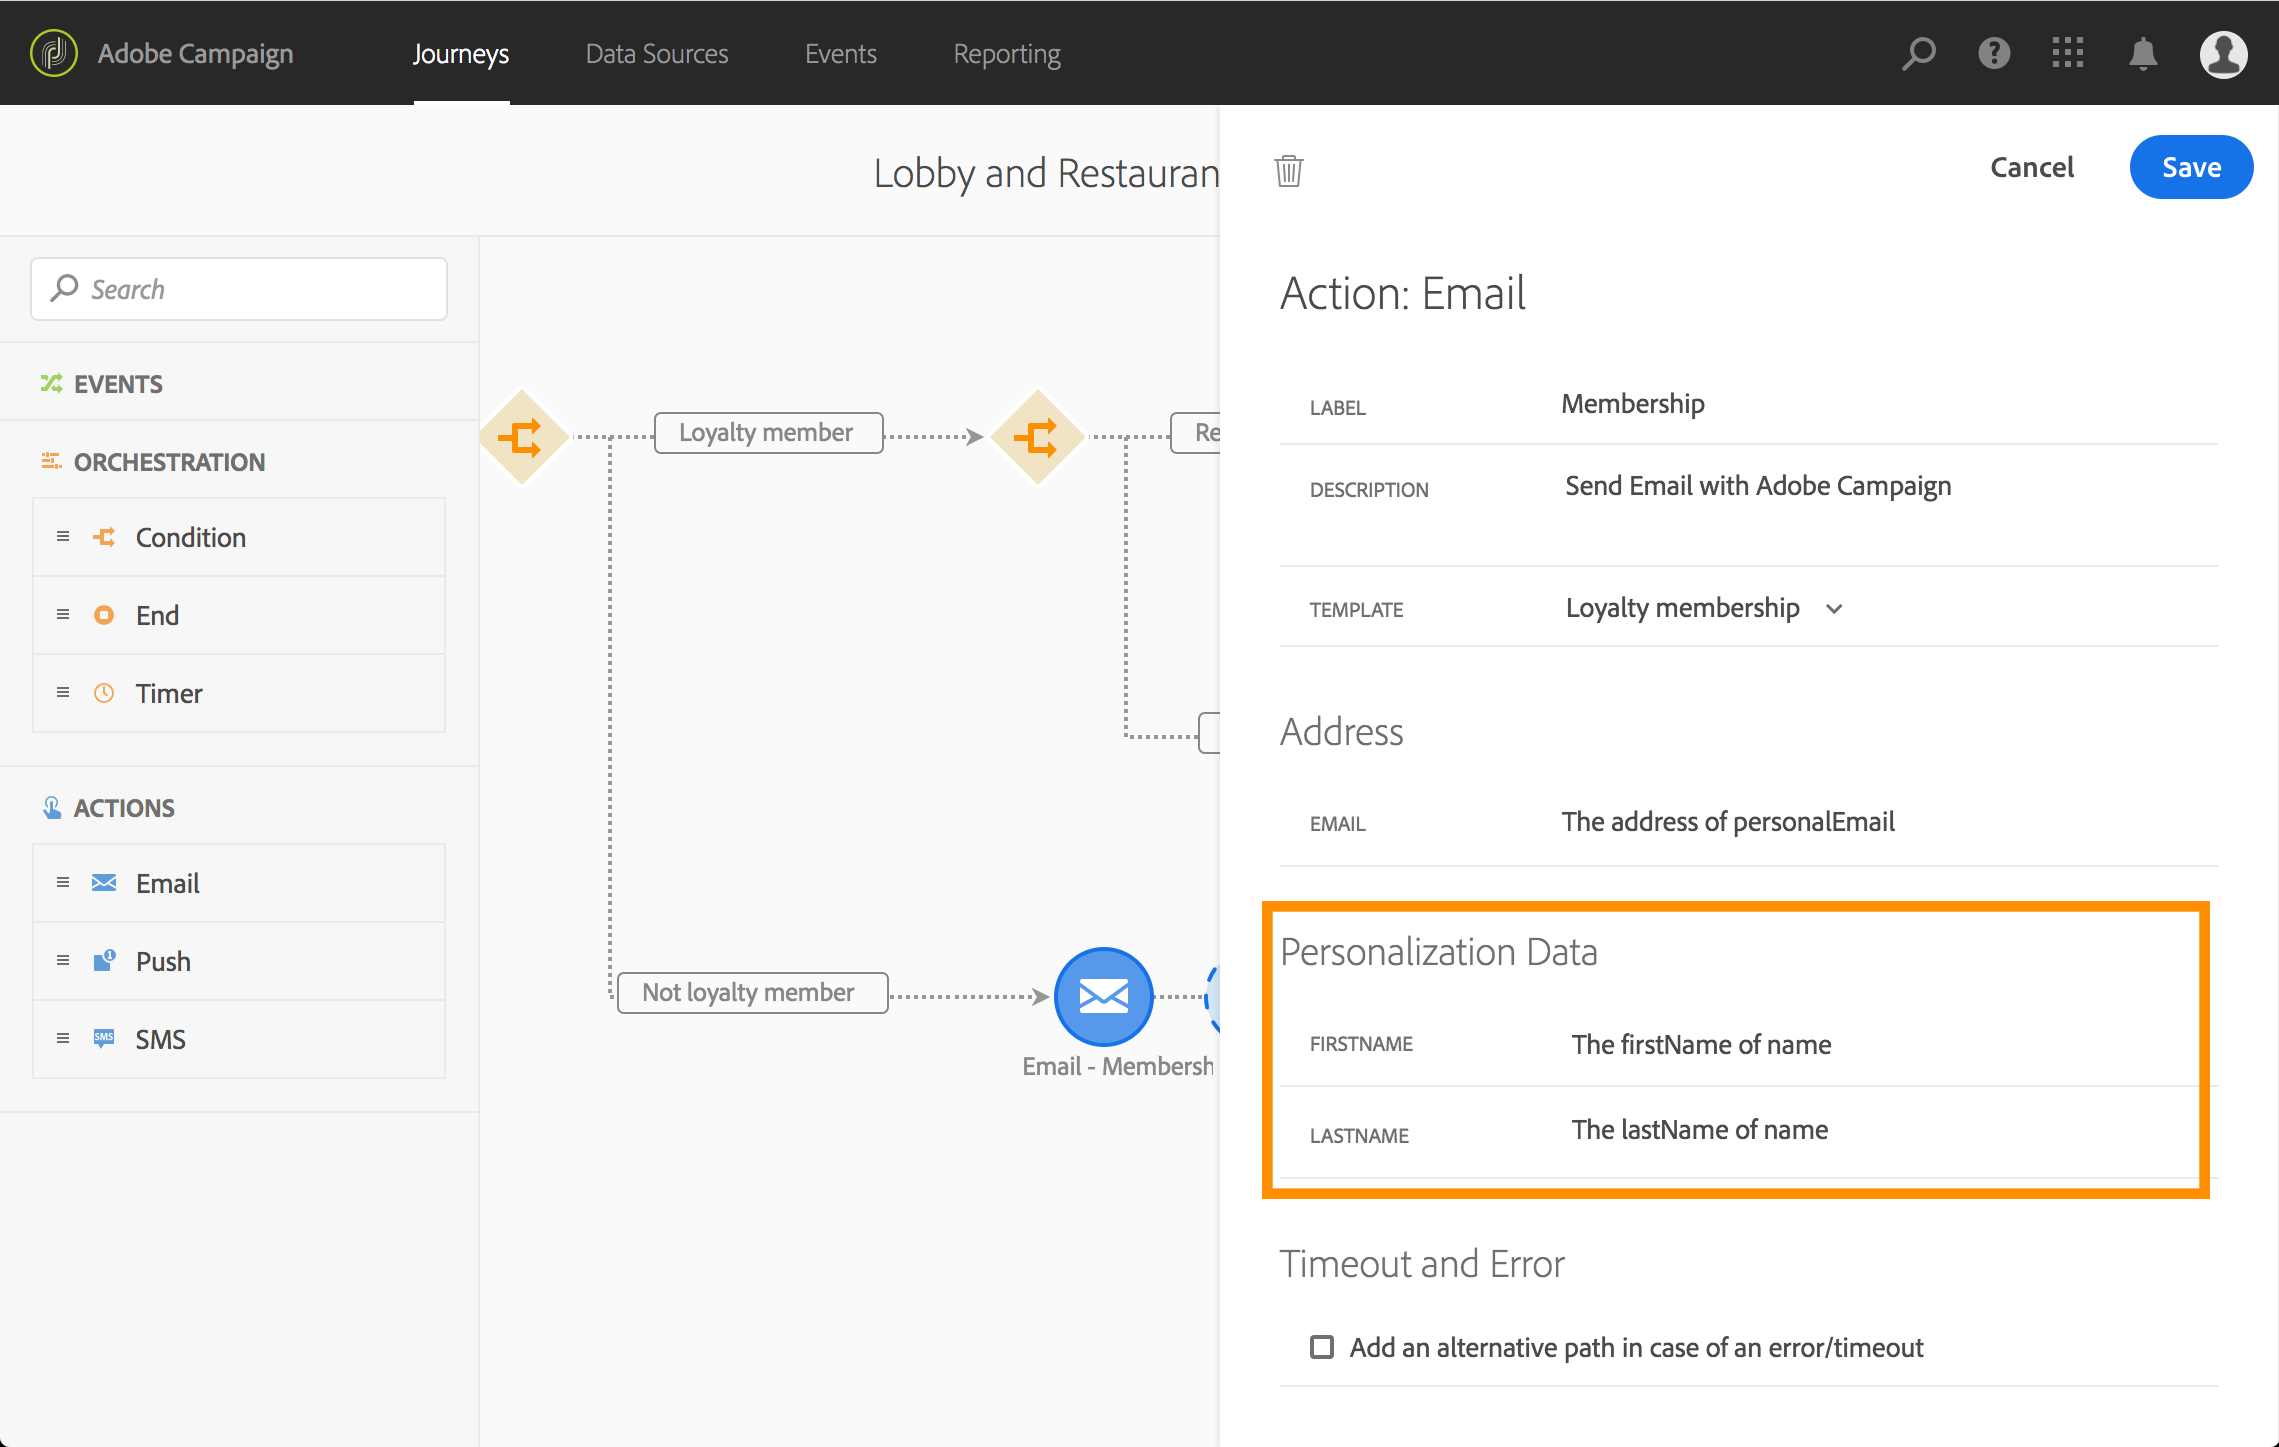 Adobe Campaign
Journeys
Data Sources
Events
Reporting
Lobby and Restauran
Cancel
Save
Search
EVENTS
ORCHESTRATION
Condition
End
Timer
ACTIONS
Email
Push
SMS
SMS
Loyalty member
Re
Not loyalty member
Email - Membersh
Action: Email
LABEL Membership
DESCRIPTION Send Email with Adobe Campaign
TEMPLATE Loyalty membership
Address
EMAIL The address of personalEmail
Personalization Data
FIRSTNAME The firstName of name
LASTNAME The lastName of name
Timeout and Error
Add an alternative path in case of an error/timeout